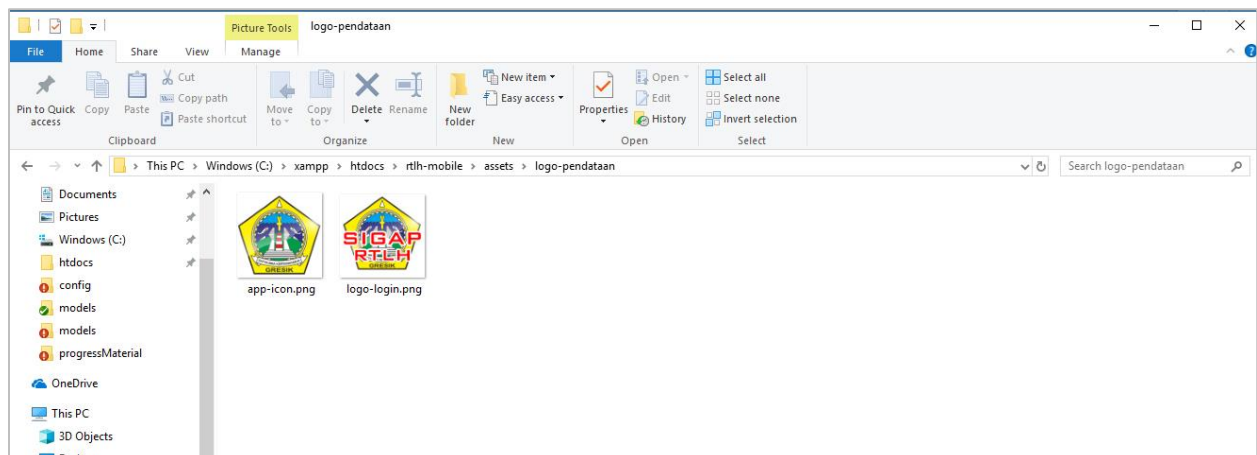 Picture Tools logo-pendataan
File Home Share View Manage
Pin to Quick access
Copy
Paste
Cut
Copy path
Paste shortcut
Clipboard
Move to
Copy to
Delete
Rename
Organize
New folder
New item
Easy access
New
Properties
Open
Edit
History
Open
Select all
Select none
Invert selection
Select
This PC > Windows (C:) > xampp > htdocs > rtlh-mobile > assets > logo-pendataan
Search logo-pendataan
Documents
Pictures
Windows (C:)
htdocs
config
models
models
progressMaterial
OneDrive
This PC
3D Objects
GRESIK
app-icon.png
SIGAP
RTLH
GRESIK
logo-login.png